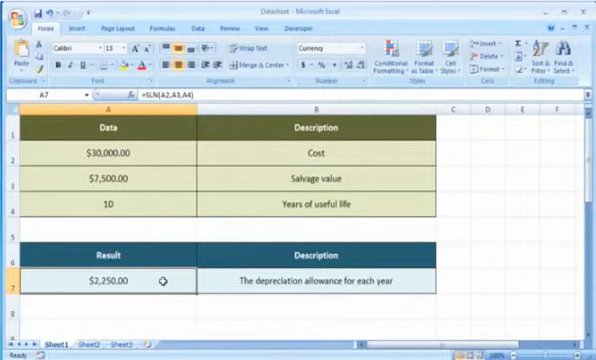 Datasheet - Microsoft Excel
Home Insert Page Layout Formulas Data Review View Developer
Calibri 13 Wrap Text Currency Insert
Paste Merge & Center Conditional Formatting Format as Table Cell Styles Delete Format Sort & Filter Find & Select
Clipboard Font Alignment Number Styles Cells Editing
A7 =SLN(A2,A3,A4)
A B C D E F
1 Data Description
2 $30,000.00 Cost
3 $7,500.00 Salvage value
4 10 Years of useful life
5
6 Result Description
7 $2,250.00 The depreciation allowance for each year
8
9
Sheet1 Sheet2 Sheet3
Ready 100%